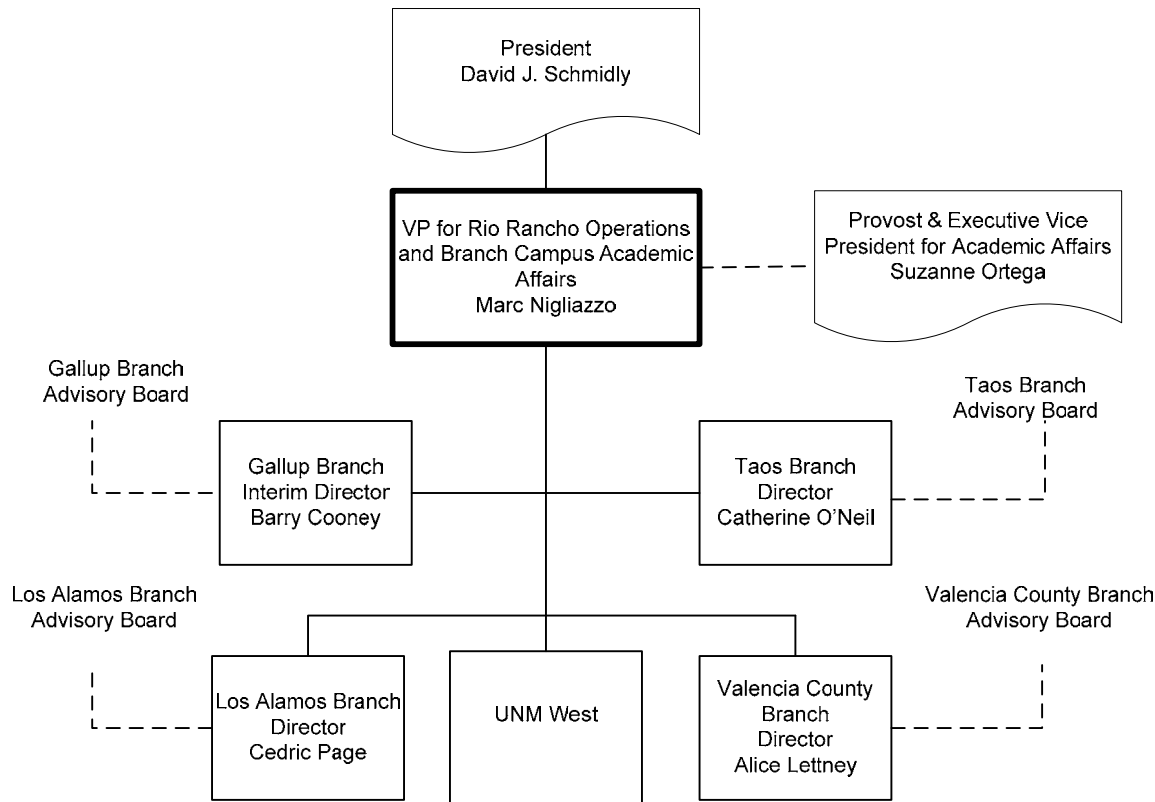 President
David J. Schmidly
VP for Rio Rancho Operations
and Branch Campus Academic
Affairs
Marc Nigliazzo
Provost & Executive Vice
President for Academic Affairs
Suzanne Ortega
Gallup Branch
Advisory Board
Taos Branch
Advisory Board
Gallup Branch
Interim Director
Barry Cooney
Taos Branch
Director
Catherine O’Neil
Los Alamos Branch
Advisory Board
Valencia County Branch
Advisory Board
Los Alamos Branch
Director
Cedric Page
UNM West
Valencia County
Branch
Director
Alice Lettney